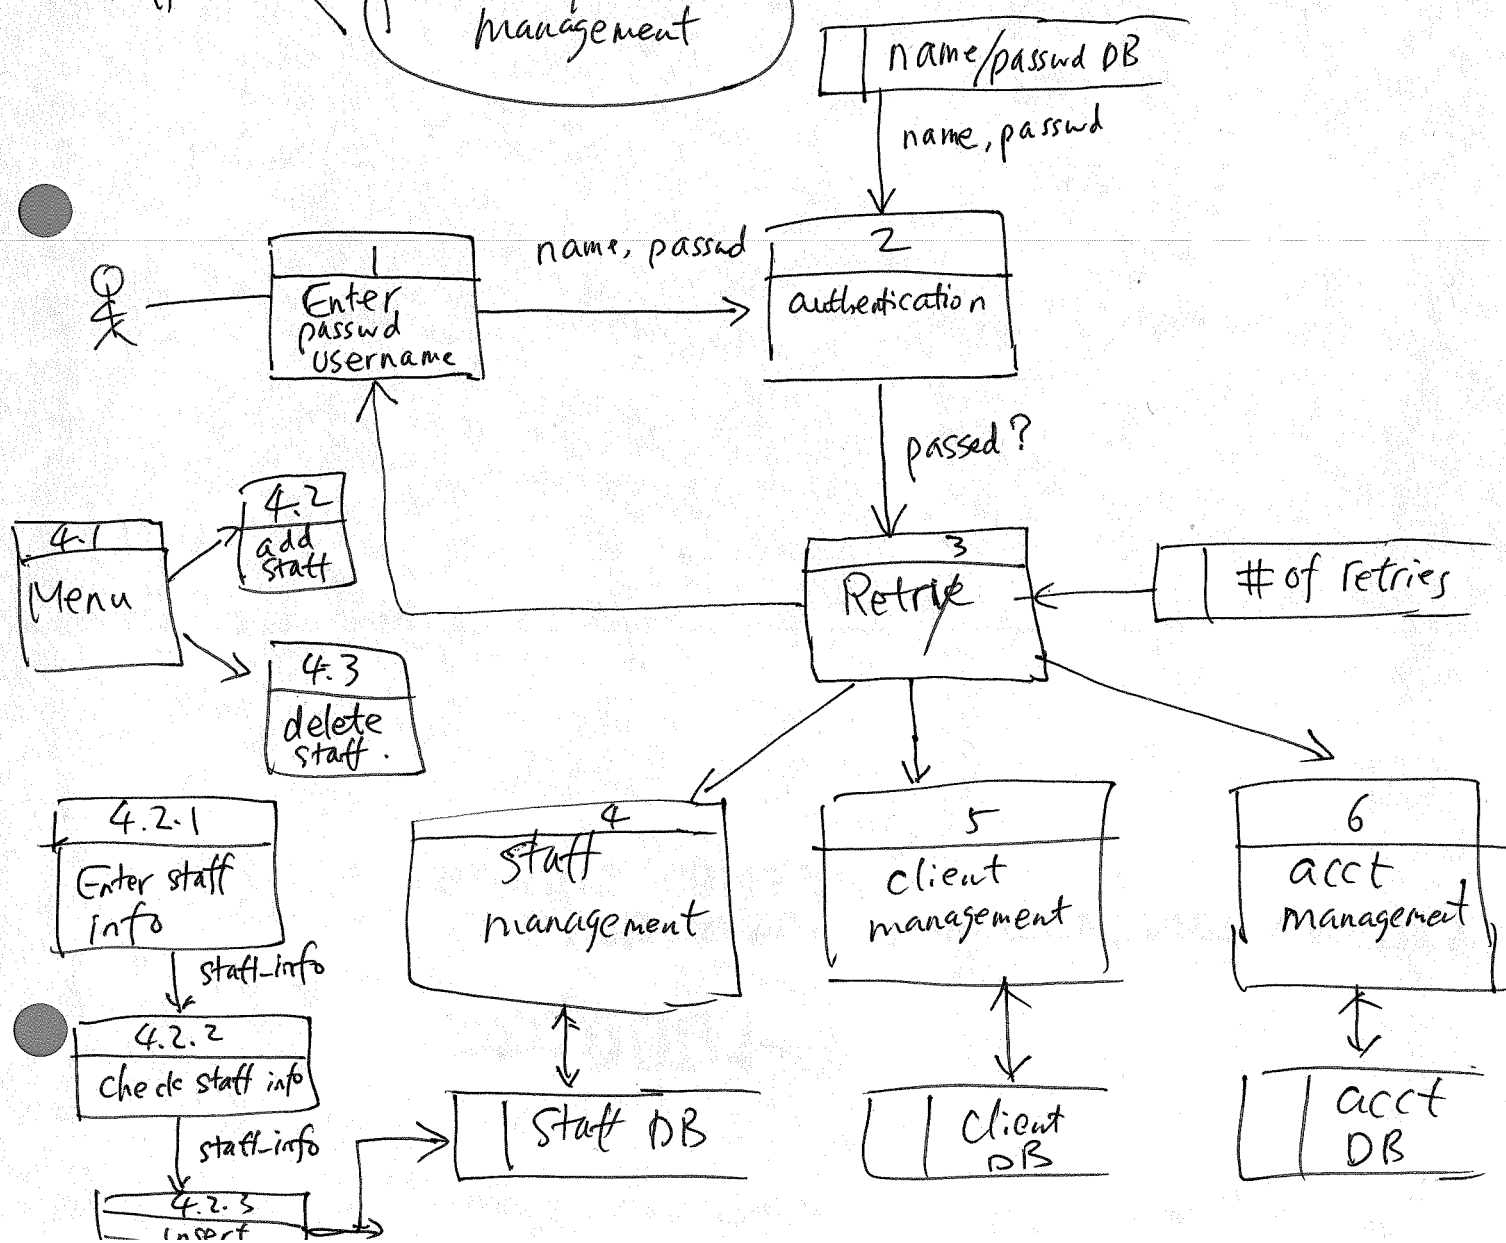 management
name/passwd DB
name, passwd
1
Enter
passwd
username
name, passwd
2
authentication
passed?
4.1
Menu
4.2
add
staff
4.3
delete
staff.
3
# of retries
4.2.1
Enter staff
info
staff_info
4.2.2
check staff info
staff_info
4.2.3
insert
4
staff
management
5
client
management
6
acct
management
staff DB
client
DB
acct
DB